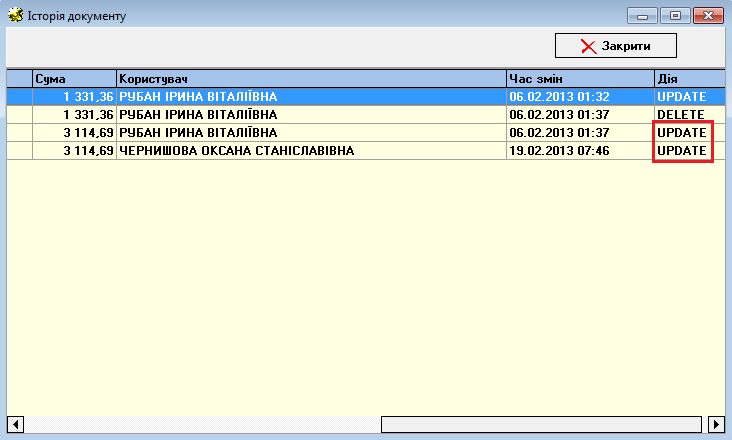 Історія документу
Закрити
Сума Користувач Час змін Дія
1 331,36 РУБАН ІРИНА ВІТАЛІЇВНА 06.02.2013 01:32 UPDATE
1 331,36 РУБАН ІРИНА ВІТАЛІЇВНА 06.02.2013 01:37 DELETE
3 114,69 РУБАН ІРИНА ВІТАЛІЇВНА 06.02.2013 01:37 UPDATE
3 114,69 ЧЕРНИШОВА ОКСАНА СТАНІСЛАВІВНА 19.02.2013 07:46 UPDATE